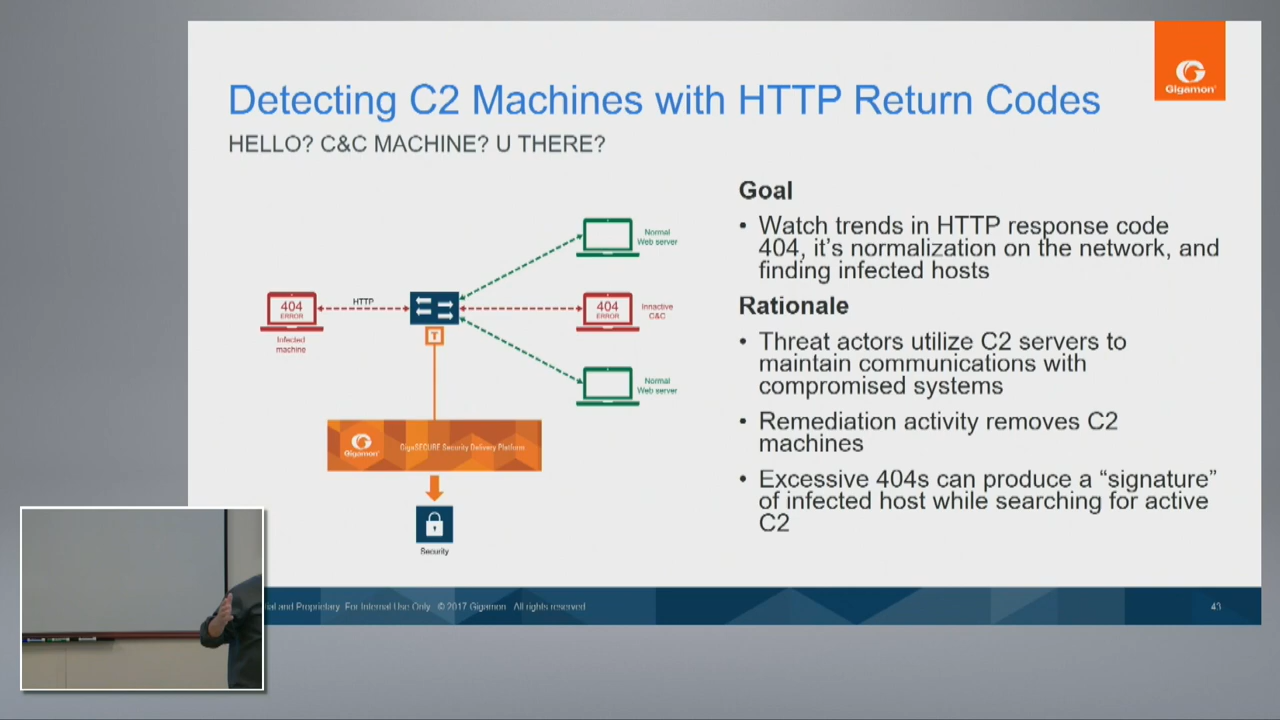 Gigamon®
Detecting C2 Machines with HTTP Return Codes
HELLO? C&C MACHINE? U THERE?
Normal
Web server
404
ERROR
HTTP
404
ERROR
Innactive
C&C
Infected
machine
T
Normal
Web server
Gigamon®
GigaSECURE Security Delivery Platform
Security
Goal
• Watch trends in HTTP response code
404, it's normalization on the network, and
finding infected hosts
Rationale
• Threat actors utilize C2 servers to
maintain communications with
compromised systems
• Remediation activity removes C2
machines
• Excessive 404s can produce a “signature”
of infected host while searching for active
C2
and Proprietary. For Internal Use Only. © 2017 Gigamon. All rights reserved
43